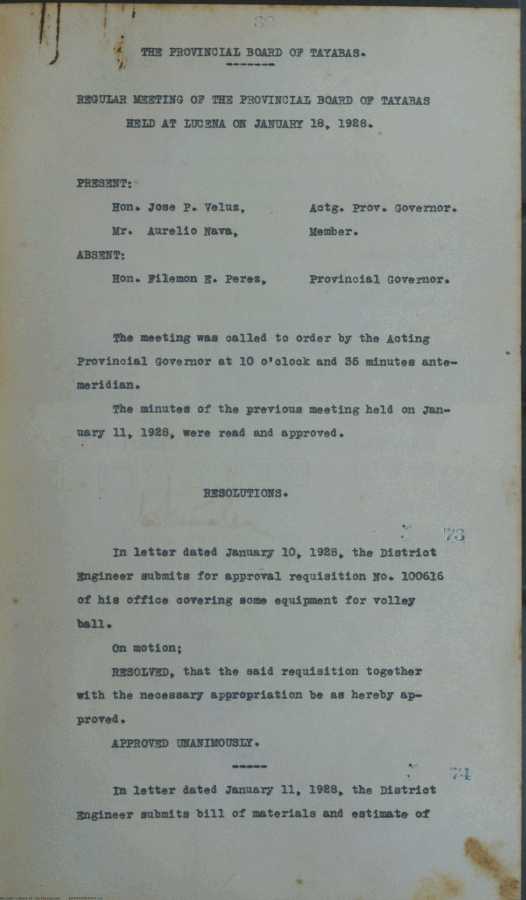 THE PROVINCIAL BOARD OF TAYABAS.
REGULAR MEETING OF THE PROVINCIAL BOARD OF TAYABAS
HELD AT LUCENA ON JANUARY 18, 1928.
PRESENT:
Hon. Jose P. Veluz, Actg. Prov. Governor.
Mr. Aurelio Nava, Member.
ABSENT:
Hon. Filemon E. Perez, Provincial Governor.
The meeting was called to order by the Acting
Provincial Governor at 10 o'clock and 35 minutes ante-
meridian.
The minutes of the previous meeting held on Jan-
uary 11, 1928, were read and approved.
RESOLUTIONS.
73
In letter dated January 10, 1928, the District
Engineer submits for approval requisition No. 100616
of his office covering some equipment for volley
ball.
On motion;
RESOLVED, that the said requisition together
with the necessary appropriation be as hereby ap-
proved.
APPROVED UNANIMOUSLY.
74
In letter dated January 11, 1928, the District
Engineer submits bill of materials and estimate of